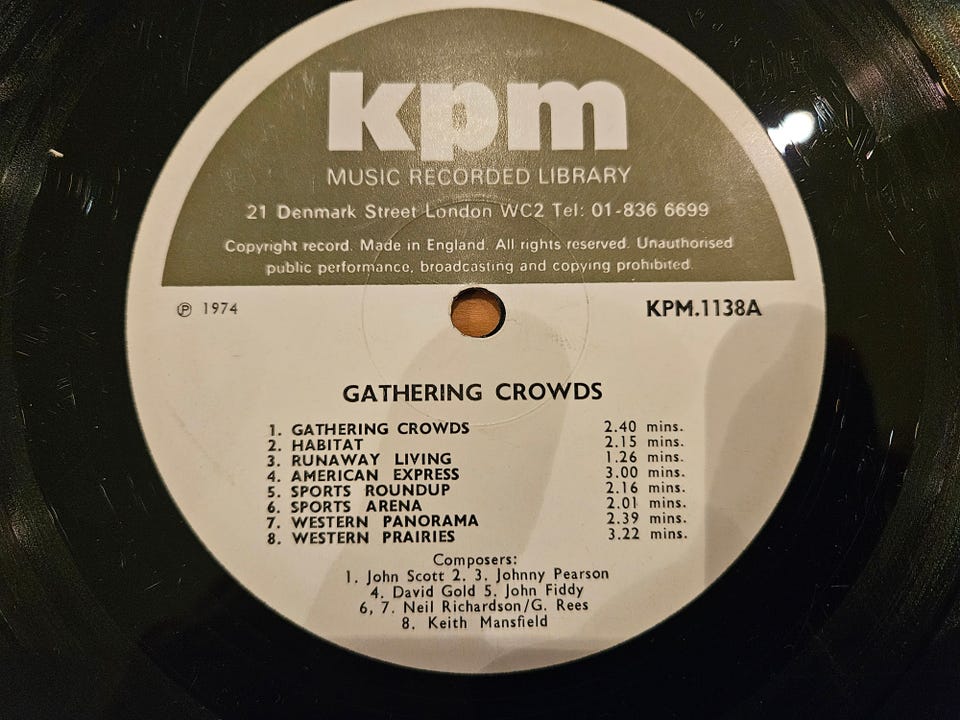 kpm
MUSIC RECORDED LIBRARY
21 Denmark Street London WC2 Tel: 01-836 6699
Copyright record. Made in England. All rights reserved. Unauthorised
public performance, broadcasting and copying prohibited.
℗ 1974 KPM.1138A
GATHERING CROWDS
1. GATHERING CROWDS 2.40 mins.
2. HABITAT 2.15 mins.
3. RUNAWAY LIVING 1.26 mins.
4. AMERICAN EXPRESS 3.00 mins.
5. SPORTS ROUNDUP 2.16 mins.
6. SPORTS ARENA 2.01 mins.
7. WESTERN PANORAMA 2.39 mins.
8. WESTERN PRAIRIES 3.22 mins.
Composers:
1. John Scott 2. 3. Johnny Pearson
4. David Gold 5. John Fiddy
6, 7. Neil Richardson/G. Rees
8. Keith Mansfield